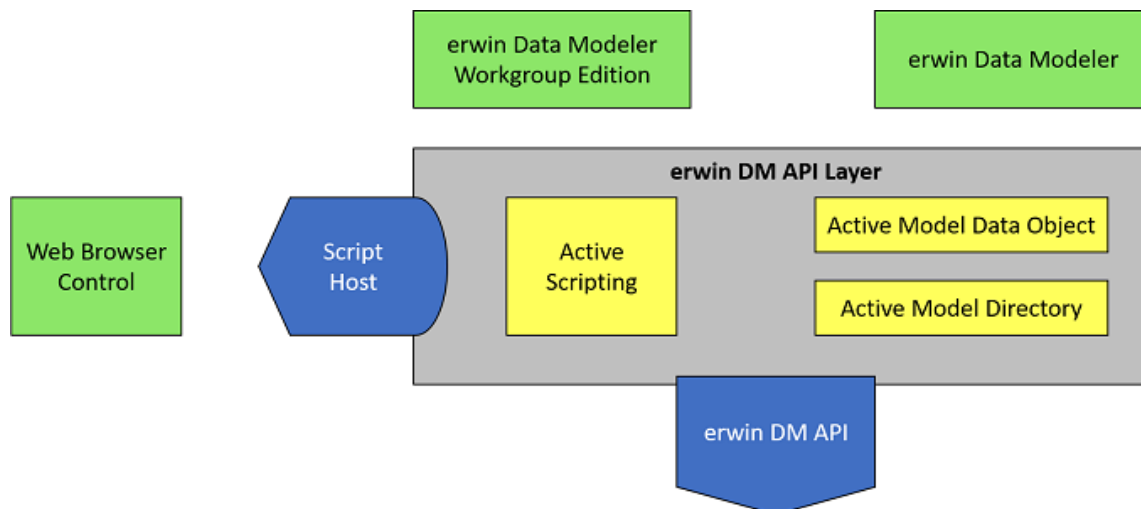 erwin Data Modeler
Workgroup Edition
erwin Data Modeler
erwin DM API Layer
Web Browser
Control
Script
Host
Active
Scripting
Active Model Data Object
Active Model Directory
erwin DM API